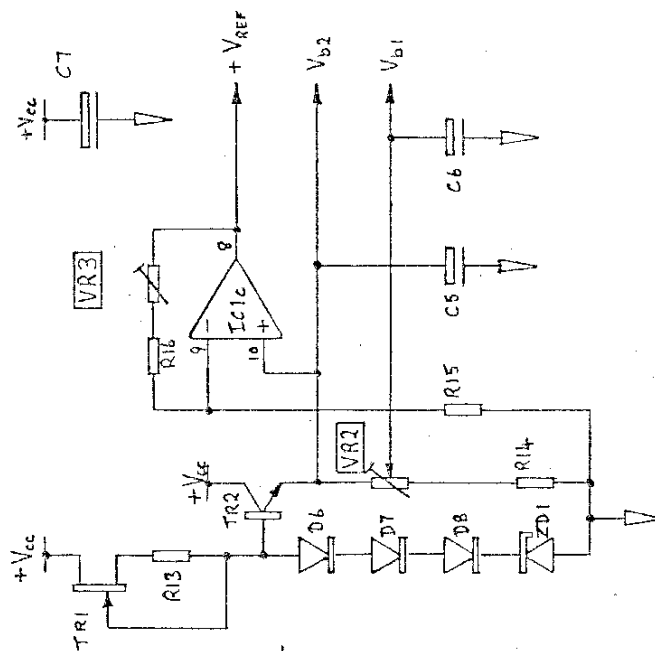 +Vcc
C7
+VREF
Vb2
Vb1
VR3
8
IC1c
−
+
9
10
R16
C6
C5
R15
+Vcc
TR2
VR2
R14
+Vcc
TR1
R13
D6
D7
D8
ZD1